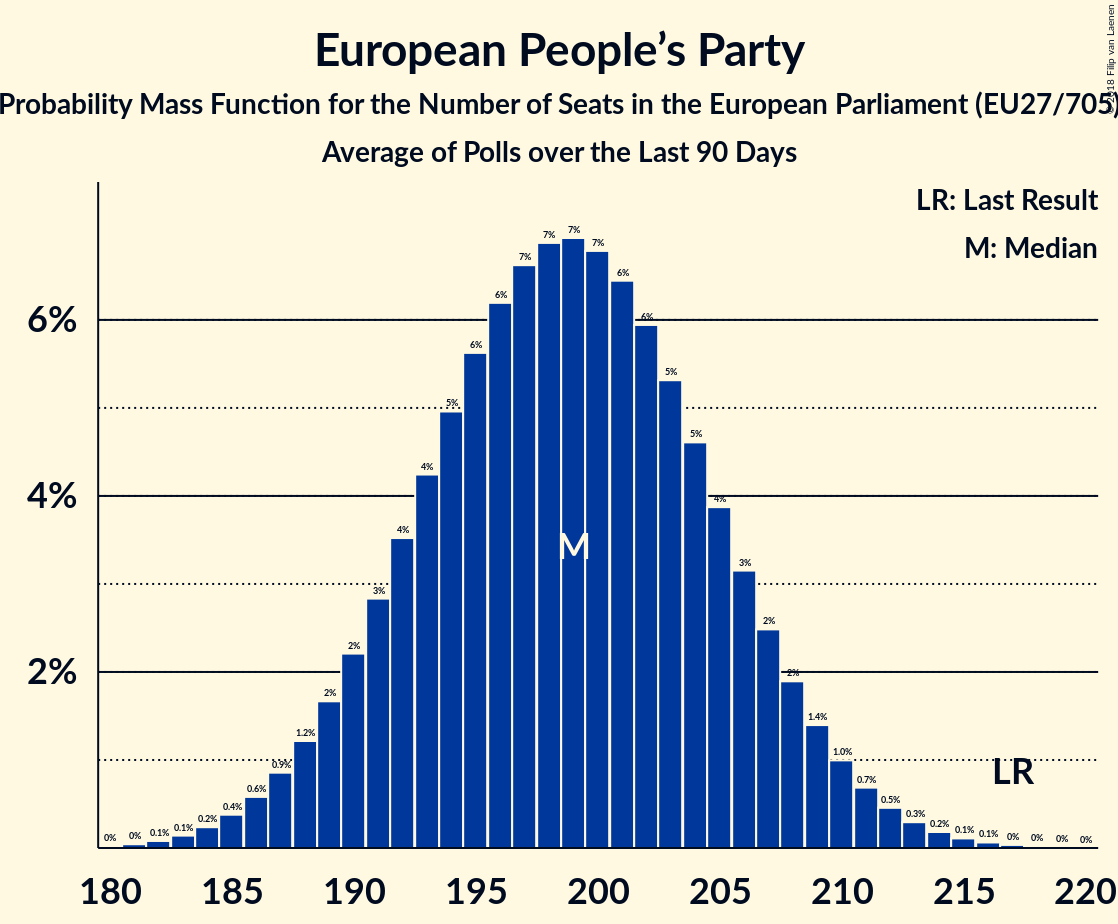 European People’s Party
Probability Mass Function for the Number of Seats in the European Parliament (EU27/705)
Average of Polls over the Last 90 Days
© 2018 Filip van Laenen
LR: Last Result
M: Median
6%
4%
2%
0% 0% 0.1% 0.1% 0.2% 0.4% 0.6% 0.9% 1.2% 2% 2% 3% 4% 4% 5% 6% 6% 7% 7% 7% 7% 6% 6% 5% 5% 4% 3% 2% 2% 1.4% 1.0% 0.7% 0.5% 0.3% 0.2% 0.1% 0.1% 0% 0% 0% 0%
M
LR
180 185 190 195 200 205 210 215 220